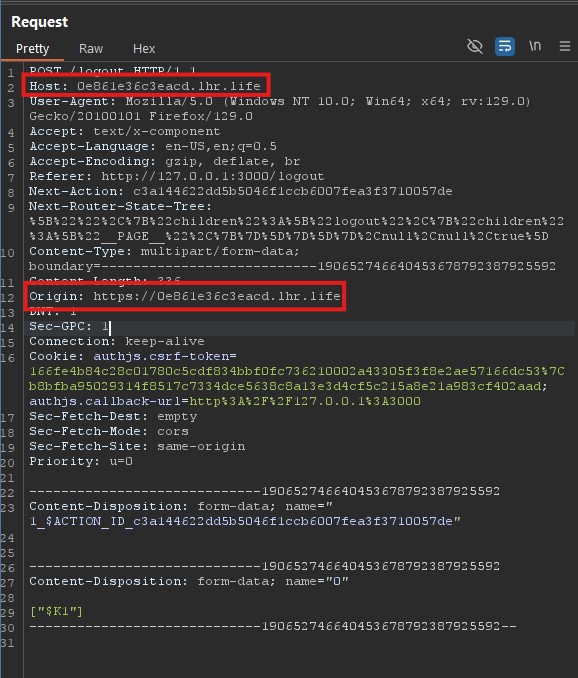 Request
Pretty Raw Hex \n
1 POST /logout HTTP/1.1
2 Host: 0e861e36c3eacd.lhr.life
3 User-Agent: Mozilla/5.0 (Windows NT 10.0; Win64; x64; rv:129.0)
Gecko/20100101 Firefox/129.0
4 Accept: text/x-component
5 Accept-Language: en-US,en;q=0.5
6 Accept-Encoding: gzip, deflate, br
7 Referer: http://127.0.0.1:3000/logout
8 Next-Action: c3a144622dd5b5046f1ccb6007fea3f3710057de
9 Next-Router-State-Tree:
%5B%22%22%2C%7B%22children%22%3A%5B%22logout%22%2C%7B%22children%22
%3A%5B%22__PAGE__%22%2C%7B%7D%5D%7D%5D%7D%2Cnull%2Cnull%2Ctrue%5D
10 Content-Type: multipart/form-data;
boundary=---------------------------190652746640453678792387925592
11 Content-Length: 336
12 Origin: https://0e861e36c3eacd.lhr.life
13 DNT: 1
14 Sec-GPC: 1
15 Connection: keep-alive
16 Cookie: authjs.csrf-token=
166fe4b84c28c01780c5cdf834bbf0fc736210002a43305f3f8e2ae57166dc53%7C
b8bfba95029314f8517c7334dce5638c8a13e3d4cf5c215a8e21a983cf402aad;
authjs.callback-url=http%3A%2F%2F127.0.0.1%3A3000
17 Sec-Fetch-Dest: empty
18 Sec-Fetch-Mode: cors
19 Sec-Fetch-Site: same-origin
20 Priority: u=0
21
22 -----------------------------190652746640453678792387925592
23 Content-Disposition: form-data; name="
1_$ACTION_ID_c3a144622dd5b5046f1ccb6007fea3f3710057de"
24
25
26 -----------------------------190652746640453678792387925592
27 Content-Disposition: form-data; name="0"
28
29 ["$K1"]
30 -----------------------------190652746640453678792387925592--
31